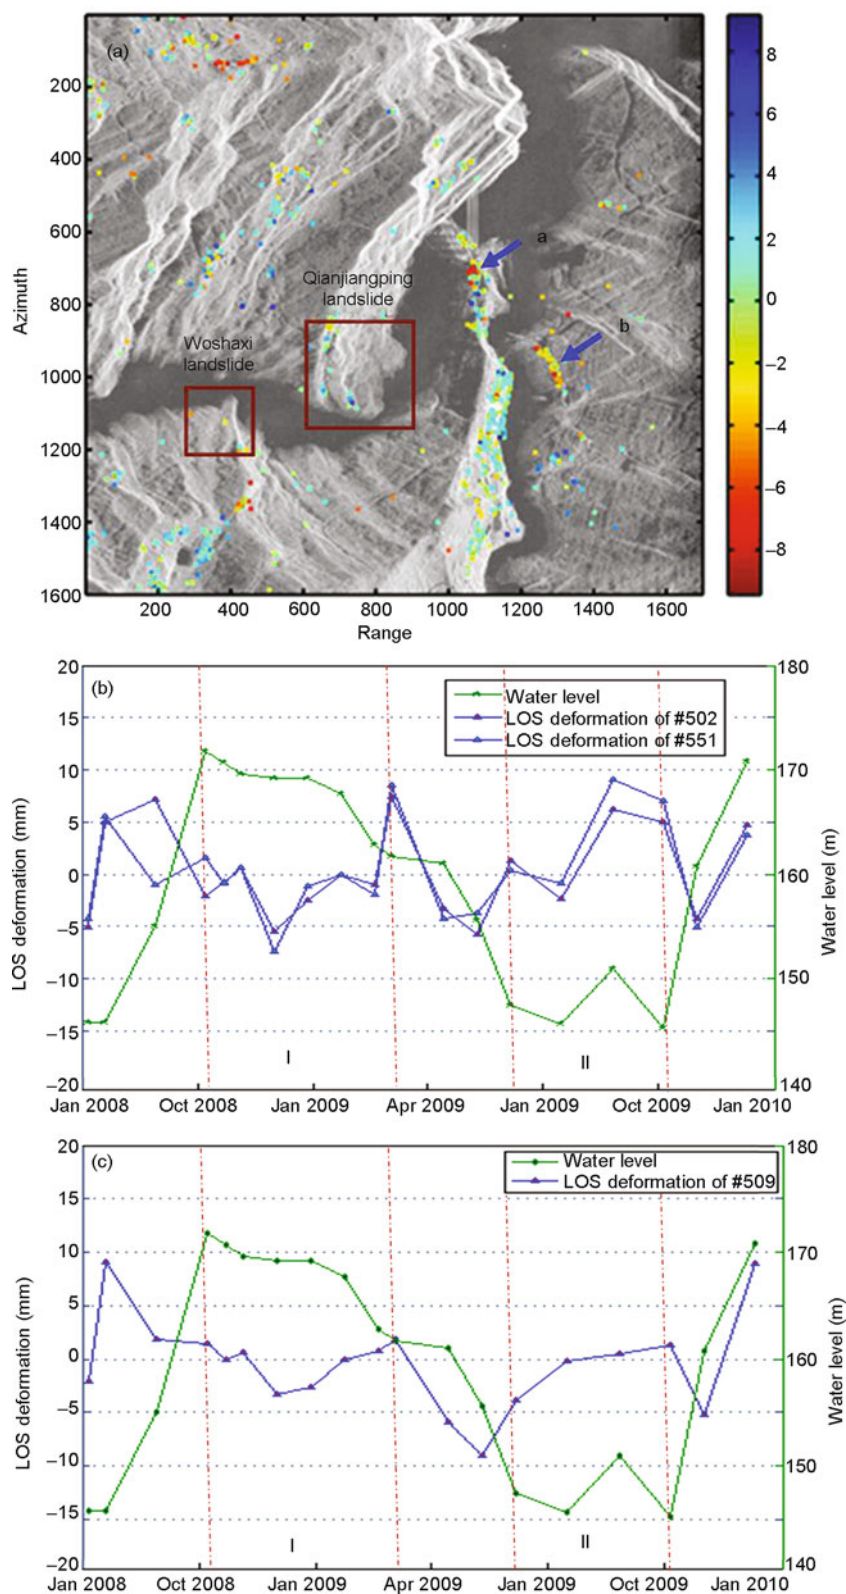 (a)
200
400
600
800
1000
1200
1400
1600
Azimuth
200 400 600 800 1000 1200 1400 1600
Range
Qianjiangping
landslide
Woshaxi
landslide
a
b
8
6
4
2
0
−2
−4
−6
−8
(b)
20
15
10
5
0
−5
−10
−15
−20
LOS deformation (mm)
Water level
LOS deformation of #502
LOS deformation of #551
180
170
160
150
140
Water level (m)
I
II
Jan 2008 Oct 2008 Jan 2009 Apr 2009 Jan 2009 Oct 2009 Jan 2010
(c)
20
15
10
5
0
−5
−10
−15
−20
LOS deformation (mm)
Water level
LOS deformation of #509
180
170
160
150
140
Water level (m)
I
II
Jan 2008 Oct 2008 Jan 2009 Apr 2009 Jan 2009 Oct 2009 Jan 2010